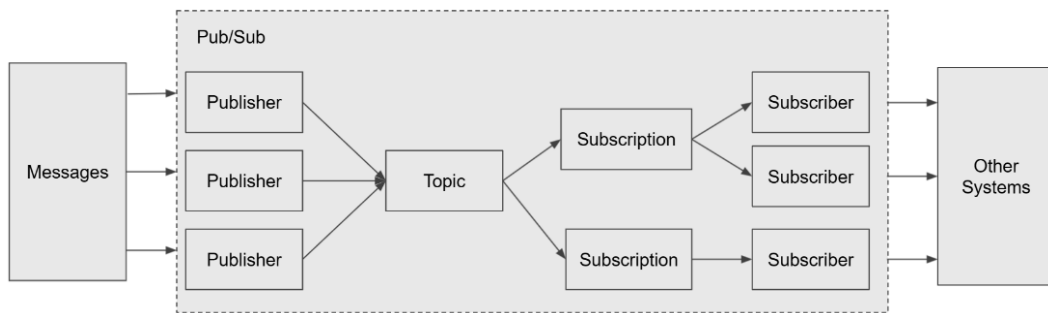 Pub/Sub
Messages
Publisher
Publisher
Publisher
Topic
Subscription
Subscription
Subscriber
Subscriber
Subscriber
Other
Systems